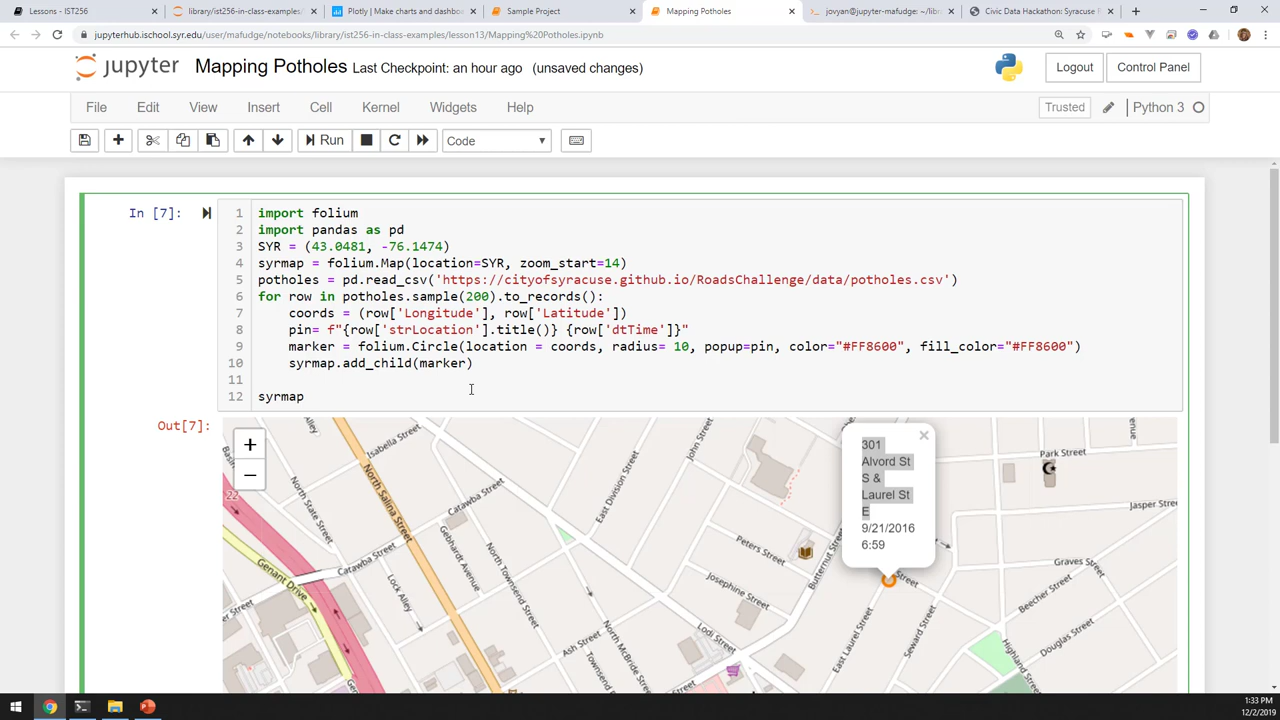 Lessons - IST256
library/ist256-in-class-examples/
Plotly | Make charts and dashboa
Sample Project
Mapping Potholes
jovyan@jupyter-mafudge: ~/libra
Civic Data Hackathon: Syracuse R
jupyterhub.ischool.syr.edu/user/mafudge/notebooks/library/ist256-in-class-examples/lesson13/Mapping%20Potholes.ipynb
jupyter Mapping Potholes Last Checkpoint: an hour ago (unsaved changes)
Logout
Control Panel
File Edit View Insert Cell Kernel Widgets Help
Trusted
Python 3
Run
Code
In [7]:
1 import folium
2 import pandas as pd
3 SYR = (43.0481, -76.1474)
4 syrmap = folium.Map(location=SYR, zoom_start=14)
5 potholes = pd.read_csv('https://cityofsyracuse.github.io/RoadsChallenge/data/potholes.csv')
6 for row in potholes.sample(200).to_records():
7 coords = (row['Longitude'], row['Latitude'])
8 pin= f"{row['strLocation'].title()} {row['dtTime']}"
9 marker = folium.Circle(location = coords, radius= 10, popup=pin, color="#FF8600", fill_color="#FF8600")
10 syrmap.add_child(marker)
11
12 syrmap
Out[7]:
+
−
22
301
Alvord St
S &
Laurel St
E
9/21/2016
6:59
×
Isabella Street
John Street
Park Street
North State Street
North Salina Street
Catawba Street
East Division Street
Jasper Stre
Genant Drive
Catawba Street
Gebhardt Avenue
Lock Alley
North Townsend Street
Peters Street
Butternut Street
Street
Graves Street
Josephine Street
Beecher Street
Ash Street
North McBride Street
Townsend
Lodi Street
East Laurel Street
Seward Street
Highland Street
Douglas Street
1:33 PM
12/2/2019